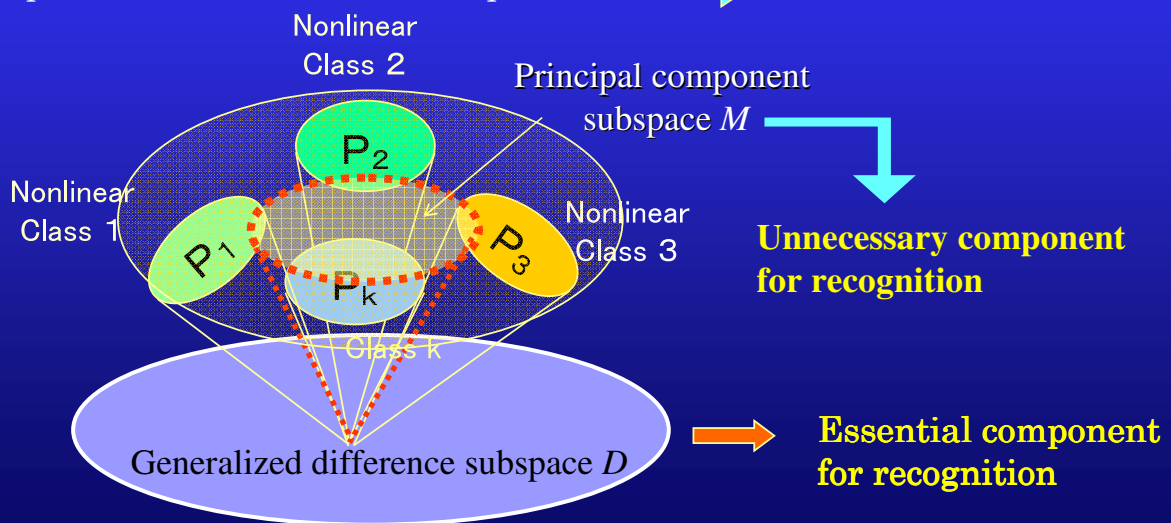 Nonlinear
Class 2
Principal component
subspace M
P2
Nonlinear
Class 1
P1
P3
Nonlinear
Class 3
Unnecessary component
for recognition
Pk
Class k
Essential component
for recognition
Generalized difference subspace D